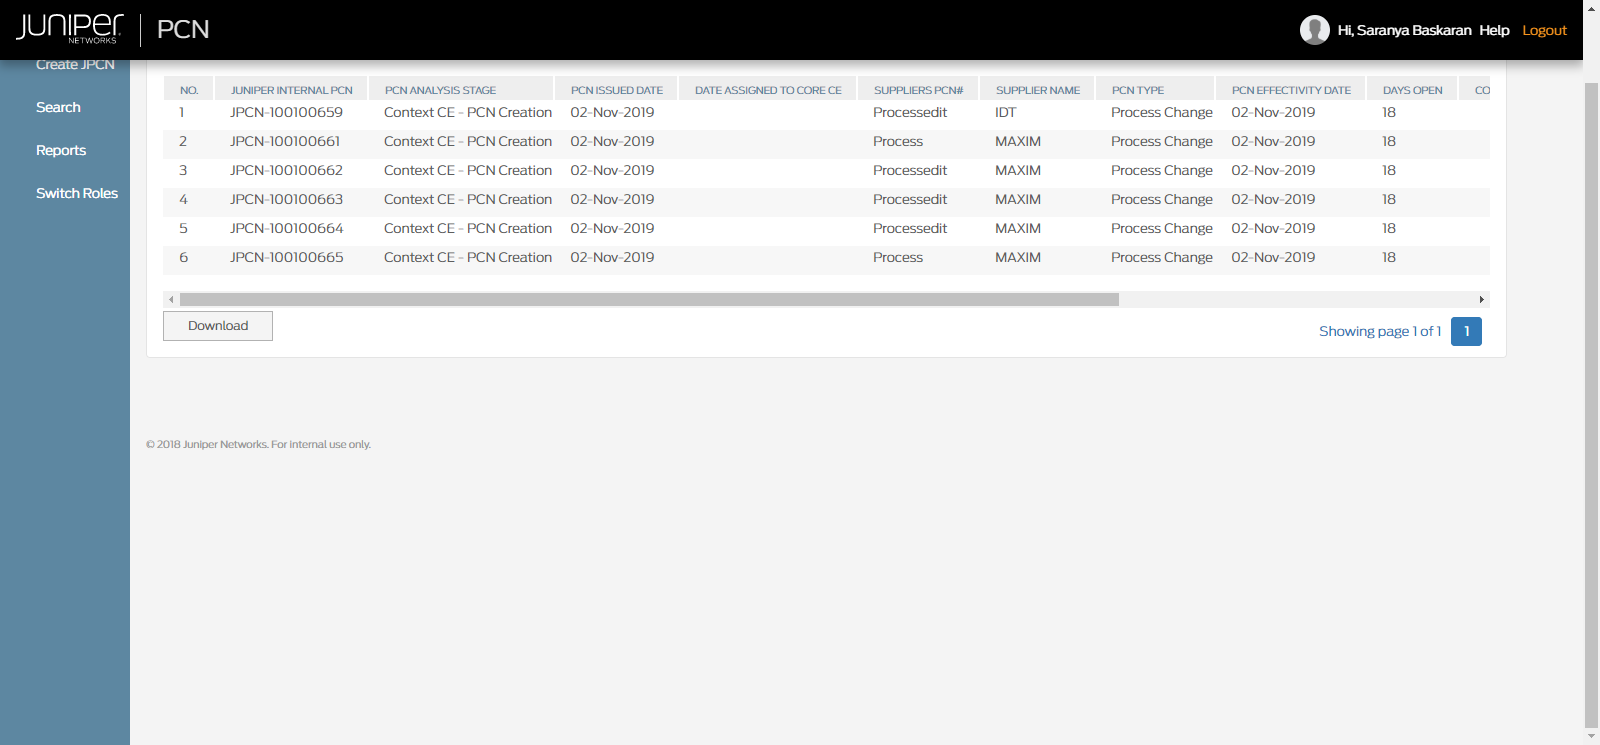 JUNIPER NETWORKS PCN Hi, Saranya Baskaran Help Logout
Create JPCN
Search
Reports
Switch Roles
NO. JUNIPER INTERNAL PCN PCN ANALYSIS STAGE PCN ISSUED DATE DATE ASSIGNED TO CORE CE SUPPLIERS PCN# SUPPLIER NAME PCN TYPE PCN EFFECTIVITY DATE DAYS OPEN CO
1 JPCN-100100659 Context CE - PCN Creation 02-Nov-2019 Processedit IDT Process Change 02-Nov-2019 18
2 JPCN-100100661 Context CE - PCN Creation 02-Nov-2019 Process MAXIM Process Change 02-Nov-2019 18
3 JPCN-100100662 Context CE - PCN Creation 02-Nov-2019 Processedit MAXIM Process Change 02-Nov-2019 18
4 JPCN-100100663 Context CE - PCN Creation 02-Nov-2019 Processedit MAXIM Process Change 02-Nov-2019 18
5 JPCN-100100664 Context CE - PCN Creation 02-Nov-2019 Processedit MAXIM Process Change 02-Nov-2019 18
6 JPCN-100100665 Context CE - PCN Creation 02-Nov-2019 Process MAXIM Process Change 02-Nov-2019 18
Download
Showing page 1 of 1 1
© 2018 Juniper Networks. For internal use only.